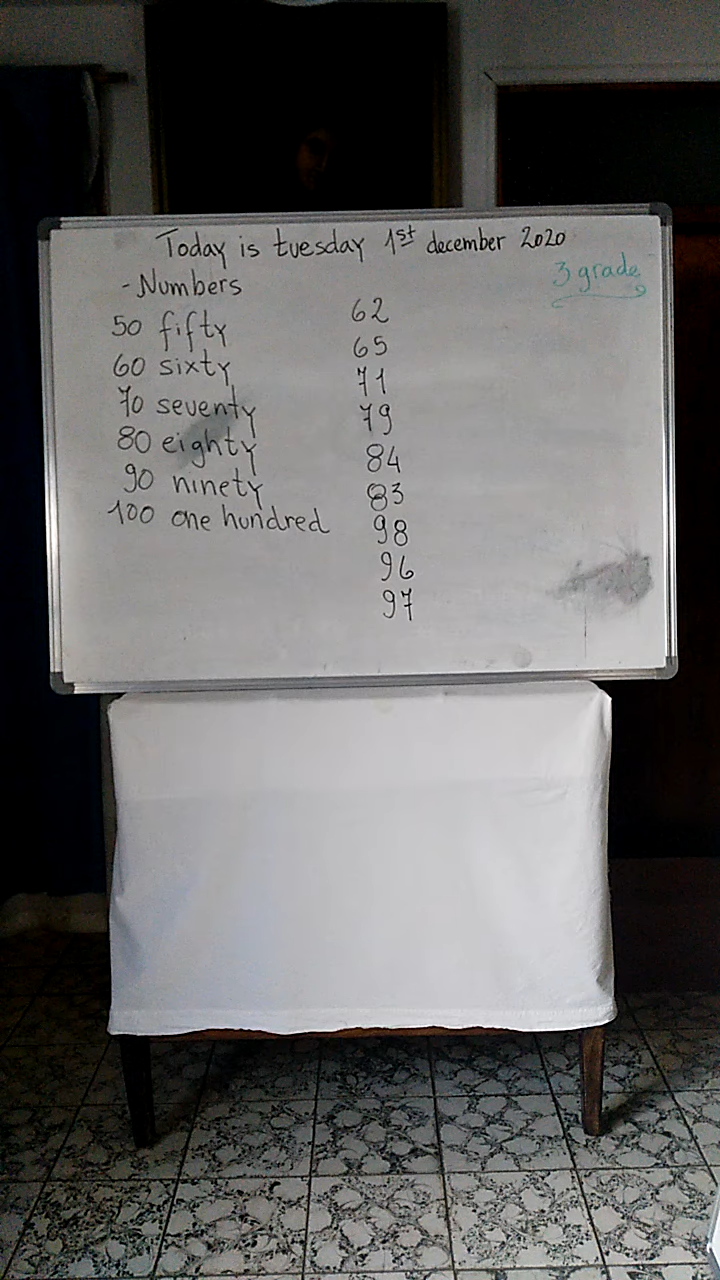 Today is tuesday 1st december 2020
3 grade
- Numbers
50 fifty
60 sixty
70 seventy
80 eighty
90 ninety
100 one hundred
62
65
71
79
84
83
98
96
97